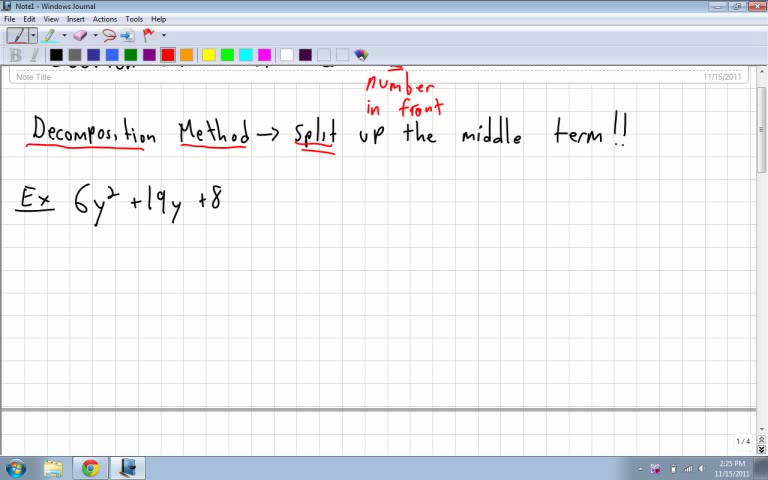 Note1 - Windows Journal
File Edit View Insert Actions Tools Help
B I
Note Title
11/15/2011
number
in front
Decomposition Method → split up the middle term!!
Ex 6y² + 19y + 8
1 / 4
2:25 PM
11/15/2011